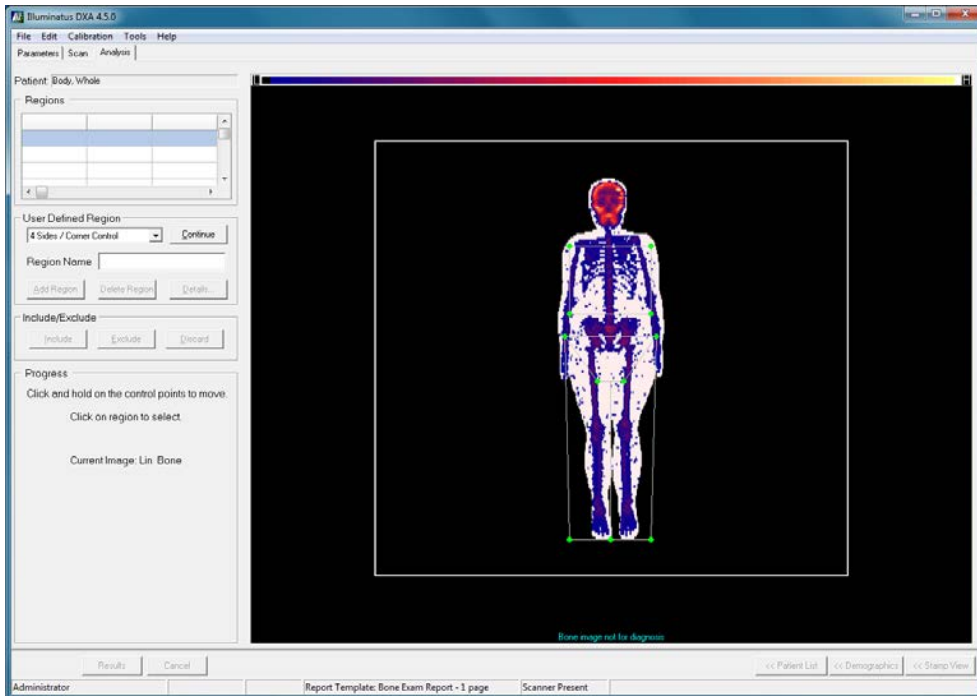 Illuminatus DXA 4.5.0
File Edit Calibration Tools Help
Parameters Scan Analysis
Patient: Body, Whole
Regions
User Defined Region
4 Sides / Corner Control
Continue
Region Name
Add Region Delete Region Details...
Include/Exclude
Include Exclude Discard
Progress
Click and hold on the control points to move.
Click on region to select.
Current Image: Lin Bone
L
H
Bone image not for diagnosis
Results Cancel << Patient List << Demographics << Stamp View
Administrator Report Template: Bone Exam Report - 1 page Scanner Present